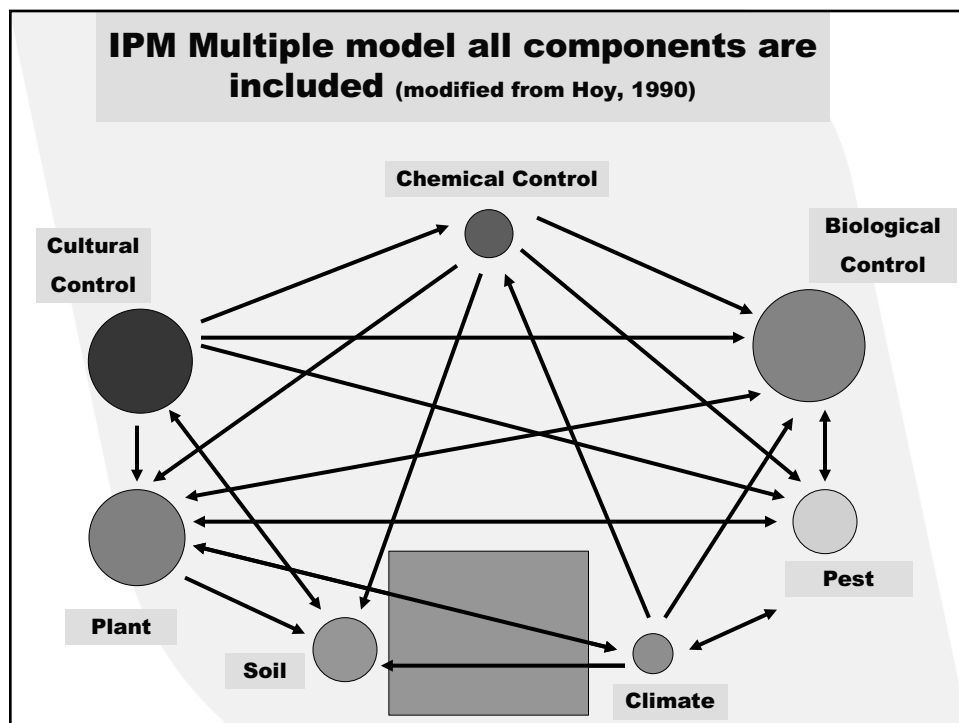 IPM Multiple model all components are
included (modified from Hoy, 1990)
Chemical Control
Cultural
Control
Biological
Control
Plant
Pest
Soil
Climate